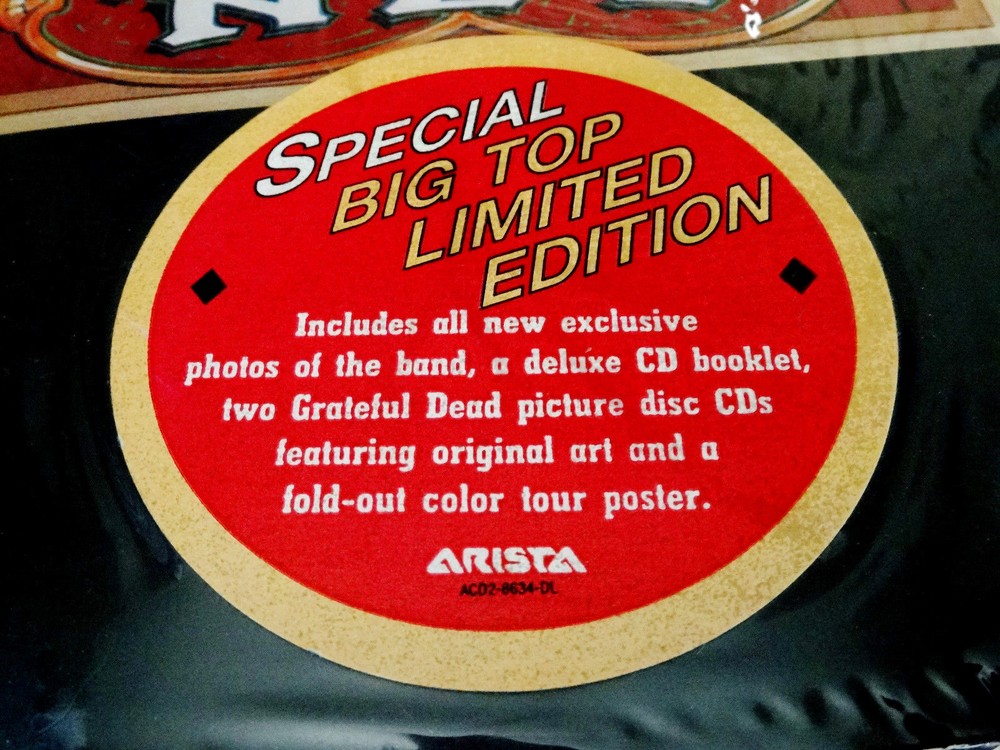 SPECIAL
BIG TOP
LIMITED
EDITION
Includes all new exclusive
photos of the band, a deluxe CD booklet,
two Grateful Dead picture disc CDs
featuring original art and a
fold-out color tour poster.
ARISTA
ACD2-8634-DL